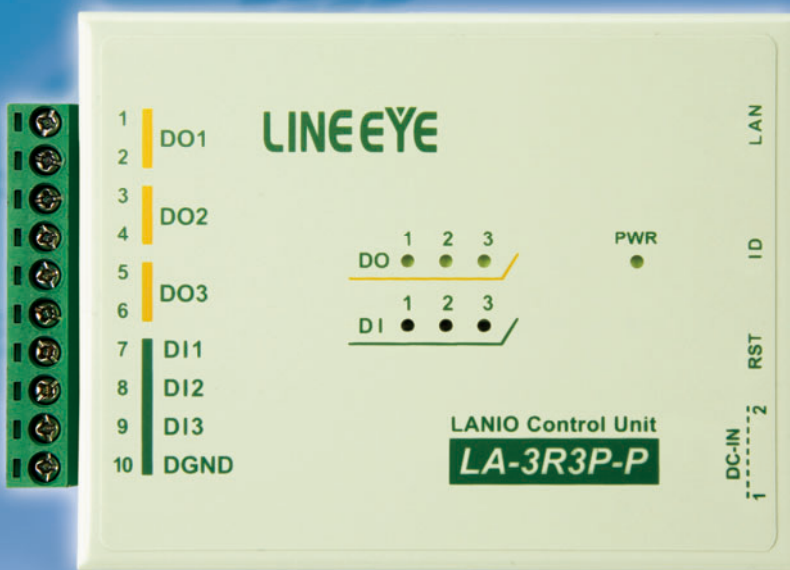 LINEEYE
1
2
DO1
3
4
DO2
5
6
DO3
7 DI1
8 DI2
9 DI3
10 DGND
1 2 3
DO
1 2 3
DI
PWR
LANIO Control Unit
LA-3R3P-P
LAN
ID
RST
DC-IN
2
1